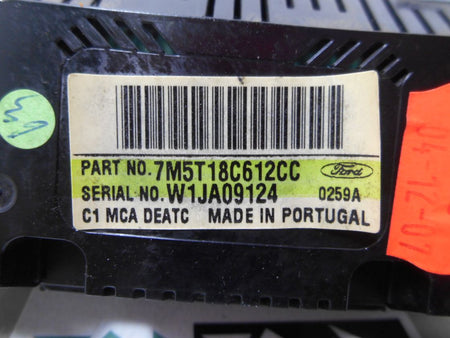 PART NO. 7M5T18C612CC
Ford
SERIAL NO. W1JA09124 0259A
C1 MCA DEATC MADE IN PORTUGAL